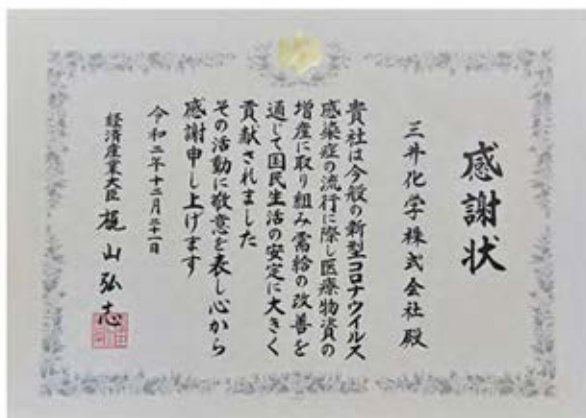 感謝状
三井化学株式会社殿
貴社は今般の新型コロナウイルス
感染症の流行に際し医療物資の
増産に取り組み需給の改善を
通じて国民生活の安定に大きく
貢献されました
その活動に敬意を表し心から
感謝申し上げます
令和二年十二月二十一日
経済産業大臣 梶山弘志